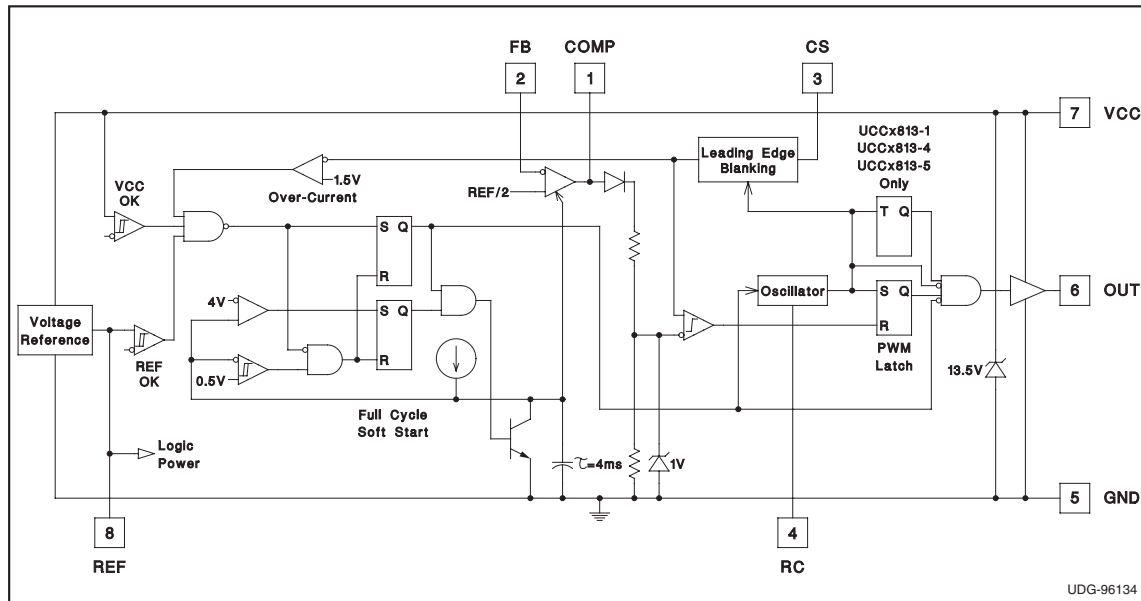 FB COMP CS
2 1 3
7 VCC
UCCx813-1
UCCx813-4
UCCx813-5
Only
Leading Edge
Blanking
VCC
OK
1.5V
Over-Current
REF/2
T Q
S Q
R
4V
Oscillator
S Q
R
PWM
Latch
6 OUT
Voltage
Reference
S Q
R
REF
OK
0.5V
13.5V
Full Cycle
Soft Start
Logic
Power
τ=4ms
1V
5 GND
8
REF
4
RC
UDG-96134